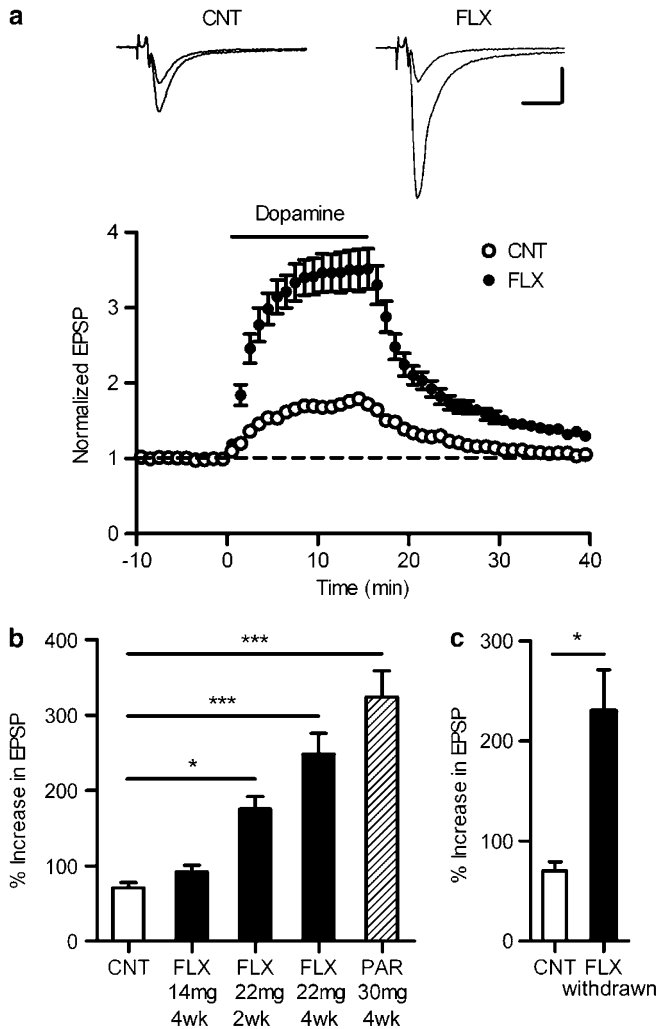 a
CNT
FLX
Dopamine
CNT
FLX
Normalized EPSP
4
3
2
1
0
-10
0
10
20
30
40
Time (min)
b
% Increase in EPSP
400
300
200
100
0
***
***
*
CNT
FLX 14mg 4wk
FLX 22mg 2wk
FLX 22mg 4wk
PAR 30mg 4wk
c
% Increase in EPSP
300
200
100
0
*
CNT
FLX withdrawn